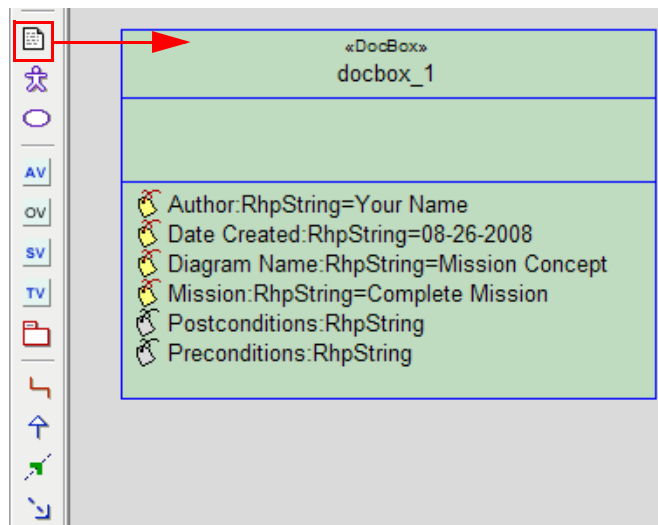 «DocBox»
docbox_1
AV
OV
SV
TV
Author:RhpString=Your Name
Date Created:RhpString=08-26-2008
Diagram Name:RhpString=Mission Concept
Mission:RhpString=Complete Mission
Postconditions:RhpString
Preconditions:RhpString